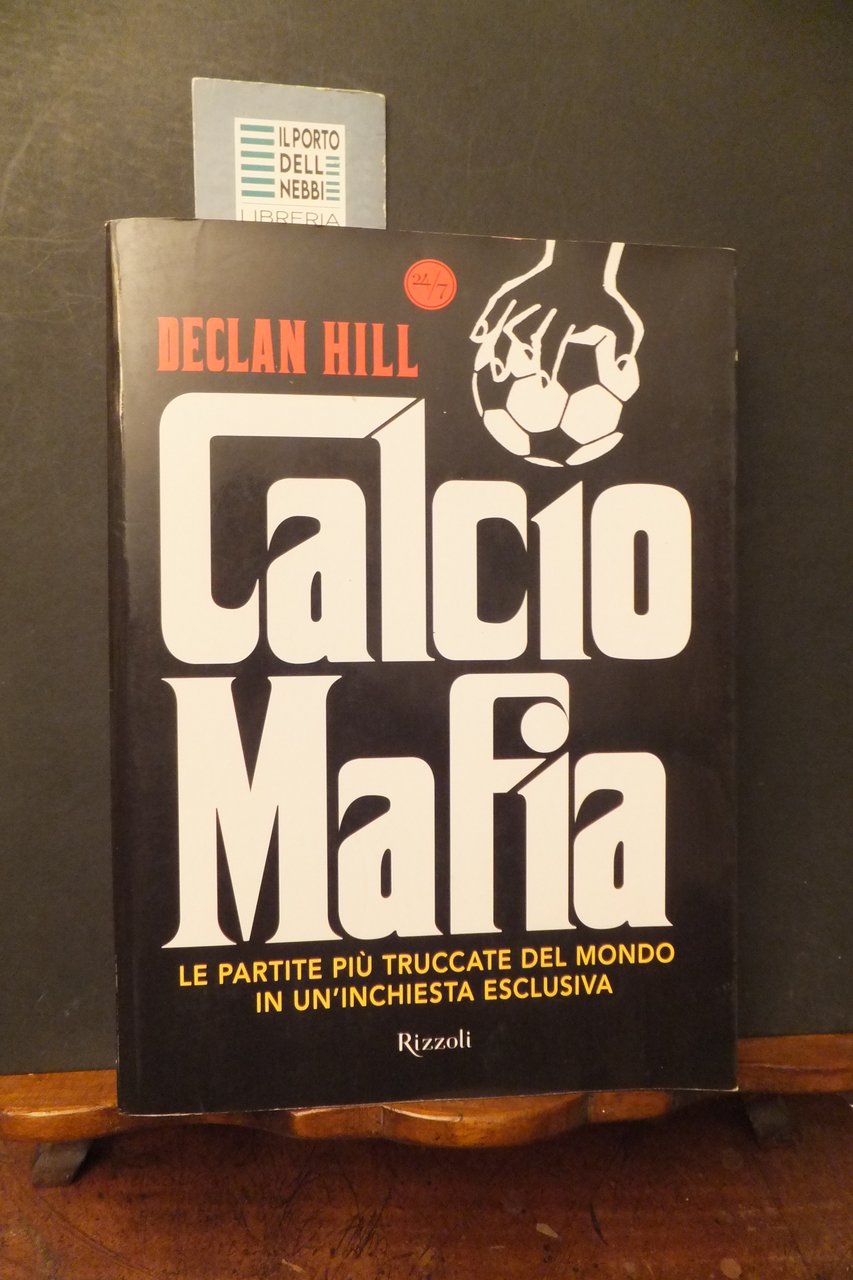 IL PORTO
DELL
NEBBI
LIBRERIA
24/7
DECLAN HILL
Calcio
Mafia
LE PARTITE PIÙ TRUCCATE DEL MONDO
IN UN'INCHIESTA ESCLUSIVA
Rizzoli